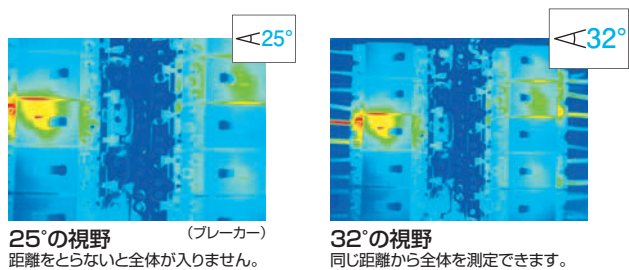 25°
32°
25°の視野
（ブレーカー）
距離をとらないと全体が入りません。
32°の視野
同じ距離から全体を測定できます。